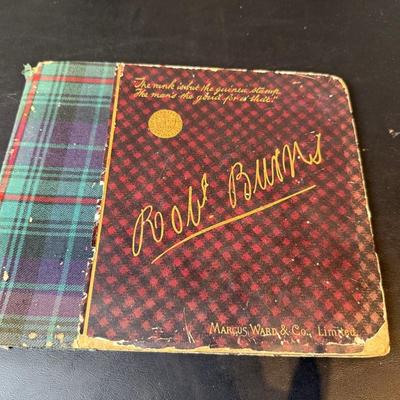 "The rank is but the guinea stamp
The man's the gowd for a' that!"
Robt. Burns
MARCUS WARD & CO., LIMITED.